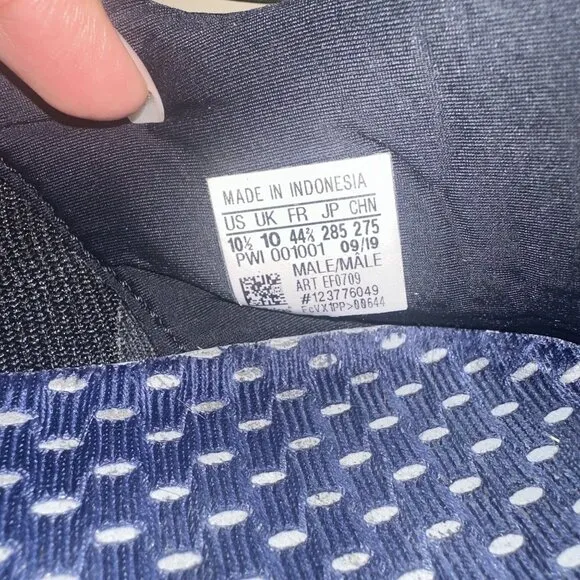 MADE IN INDONESIA
US UK FR JP CHN
10½ 10 44⅔ 285 275
PWI 001001 09/19
MALE/MÂLE
ART EF0709
#123776049